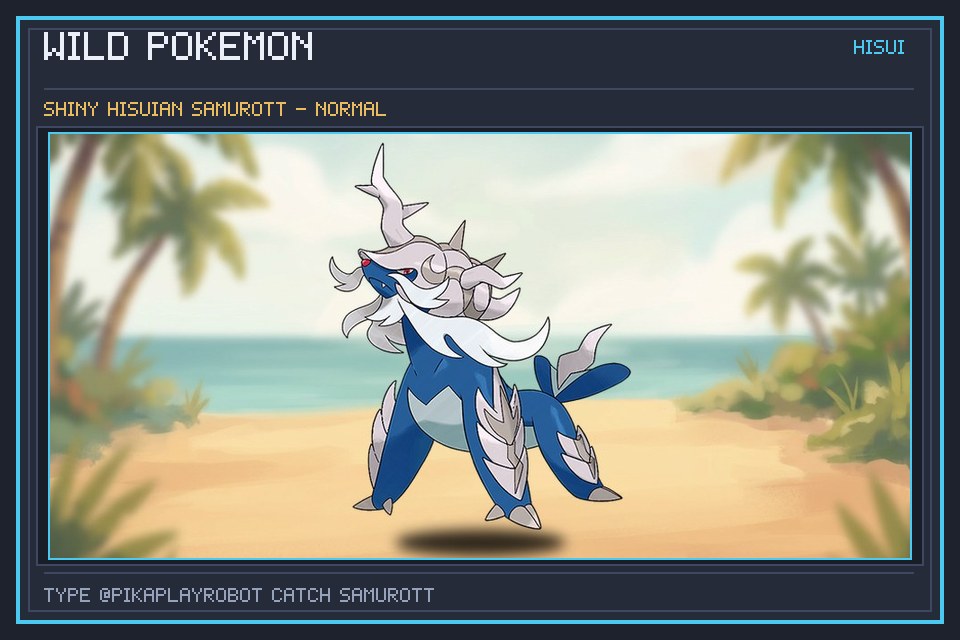 WILD POKEMON
HISUI
SHINY HISUIAN SAMUROTT - NORMAL
TYPE @PIKAPLAYROBOT CATCH SAMUROTT